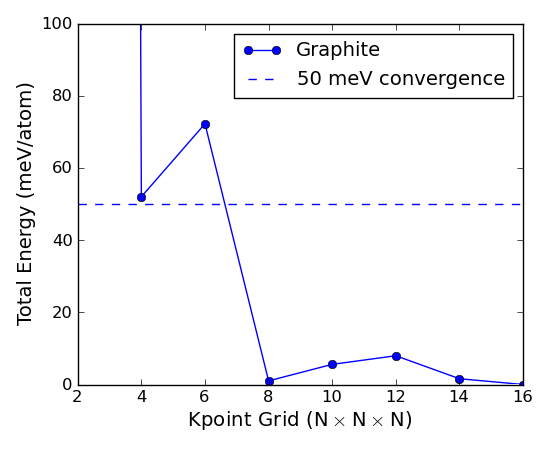 100
80
60
40
20
0
Total Energy (meV/atom)
Graphite
50 meV convergence
2 4 6 8 10 12 14 16
Kpoint Grid (N × N × N)